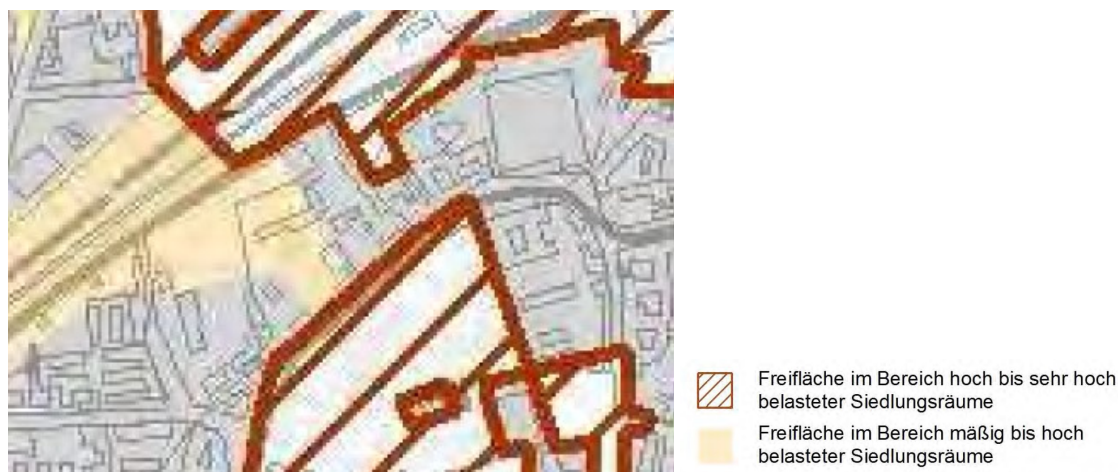 Freifläche im Bereich hoch bis sehr hoch
belasteter Siedlungsräume
Freifläche im Bereich mäßig bis hoch
belasteter Siedlungsräume